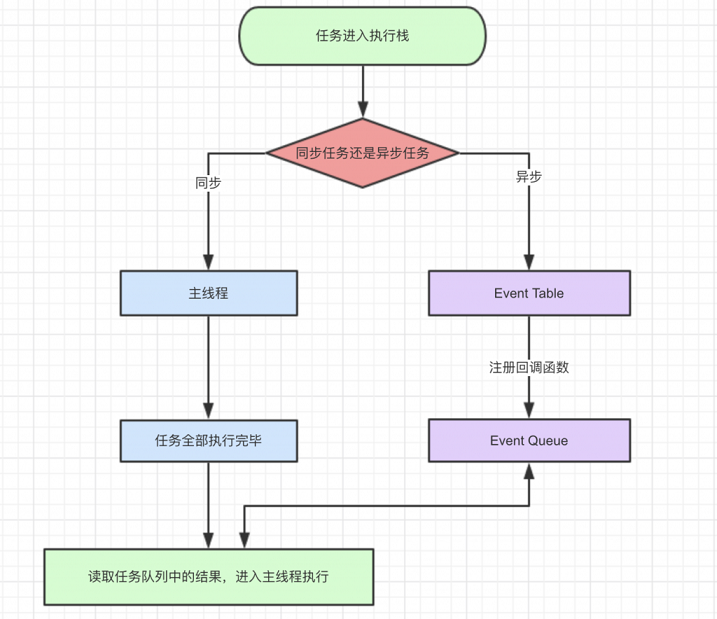 任务进入执行栈
同步任务还是异步任务
同步
异步
主线程
Event Table
注册回调函数
任务全部执行完毕
Event Queue
读取任务队列中的结果，进入主线程执行